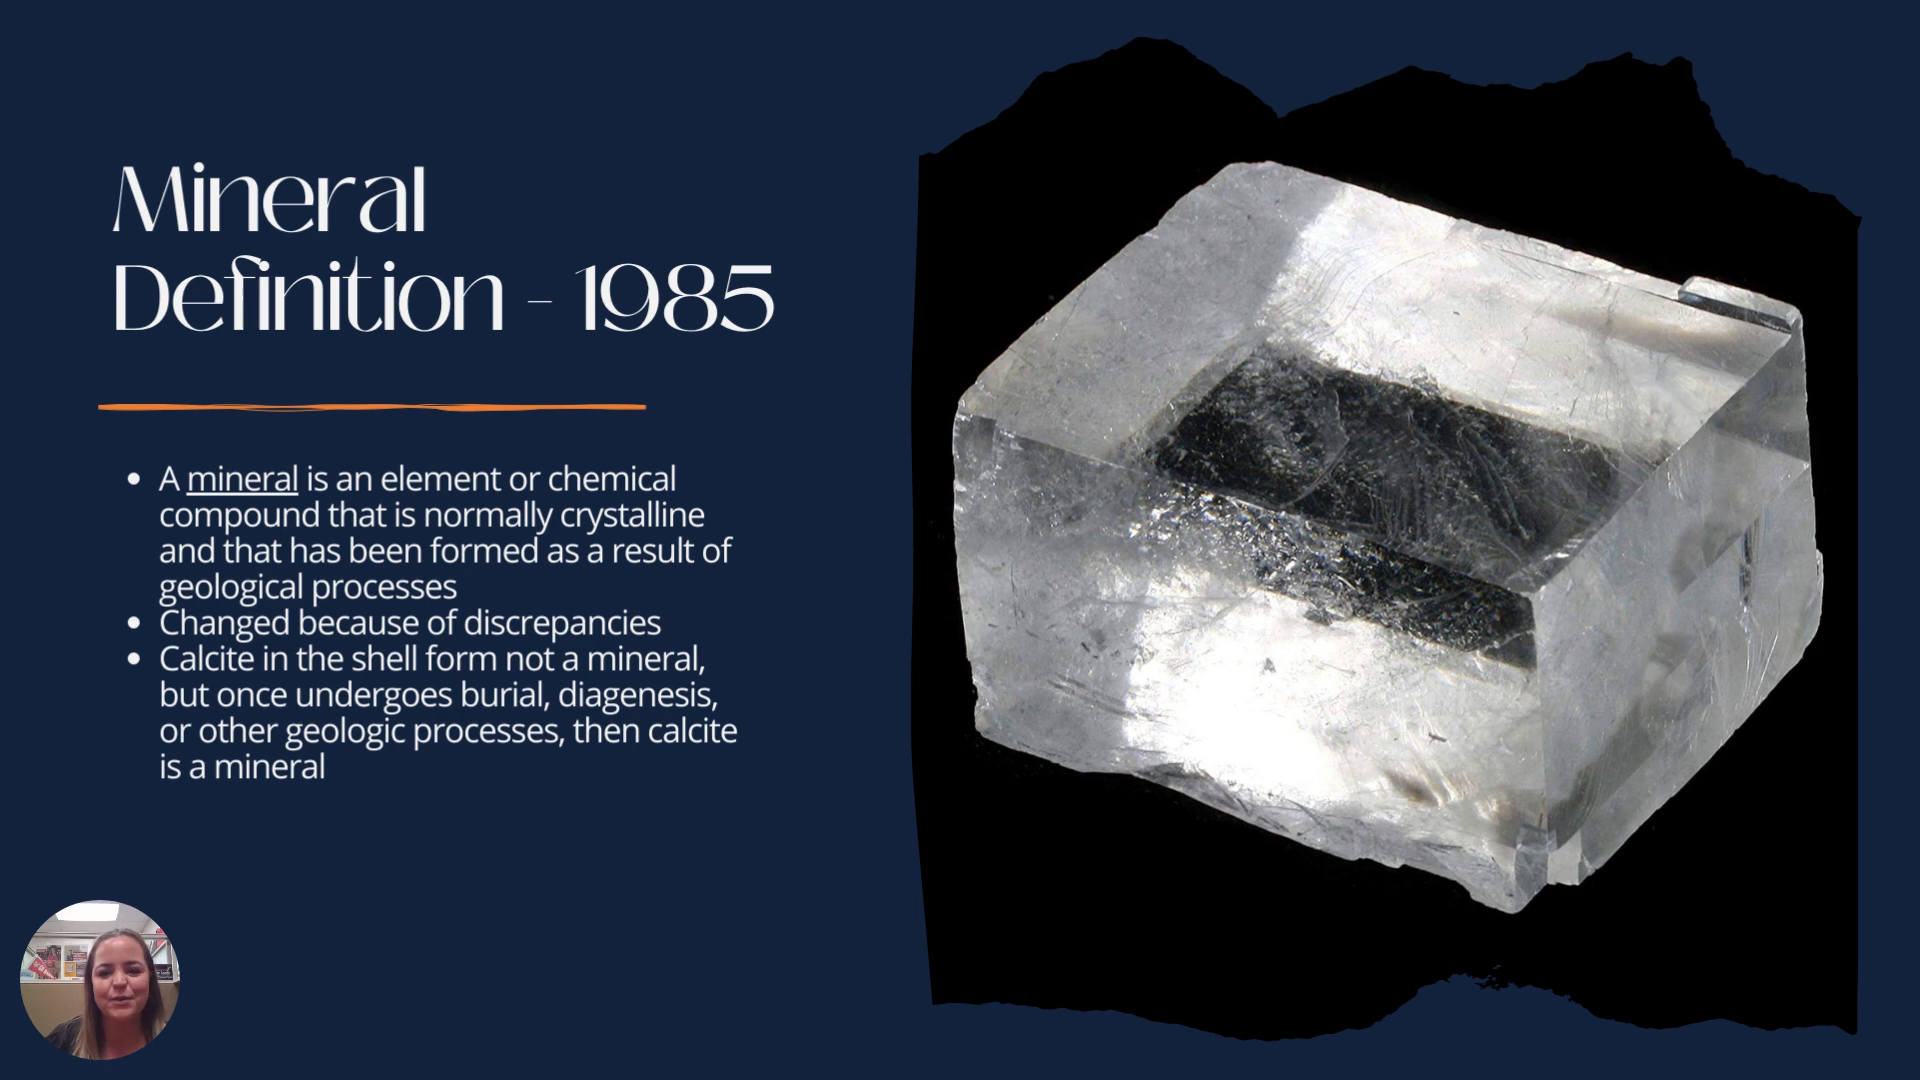 Mineral
Definition - 1985
• A mineral is an element or chemical
compound that is normally crystalline
and that has been formed as a result of
geological processes
• Changed because of discrepancies
• Calcite in the shell form not a mineral,
but once undergoes burial, diagenesis,
or other geologic processes, then calcite
is a mineral